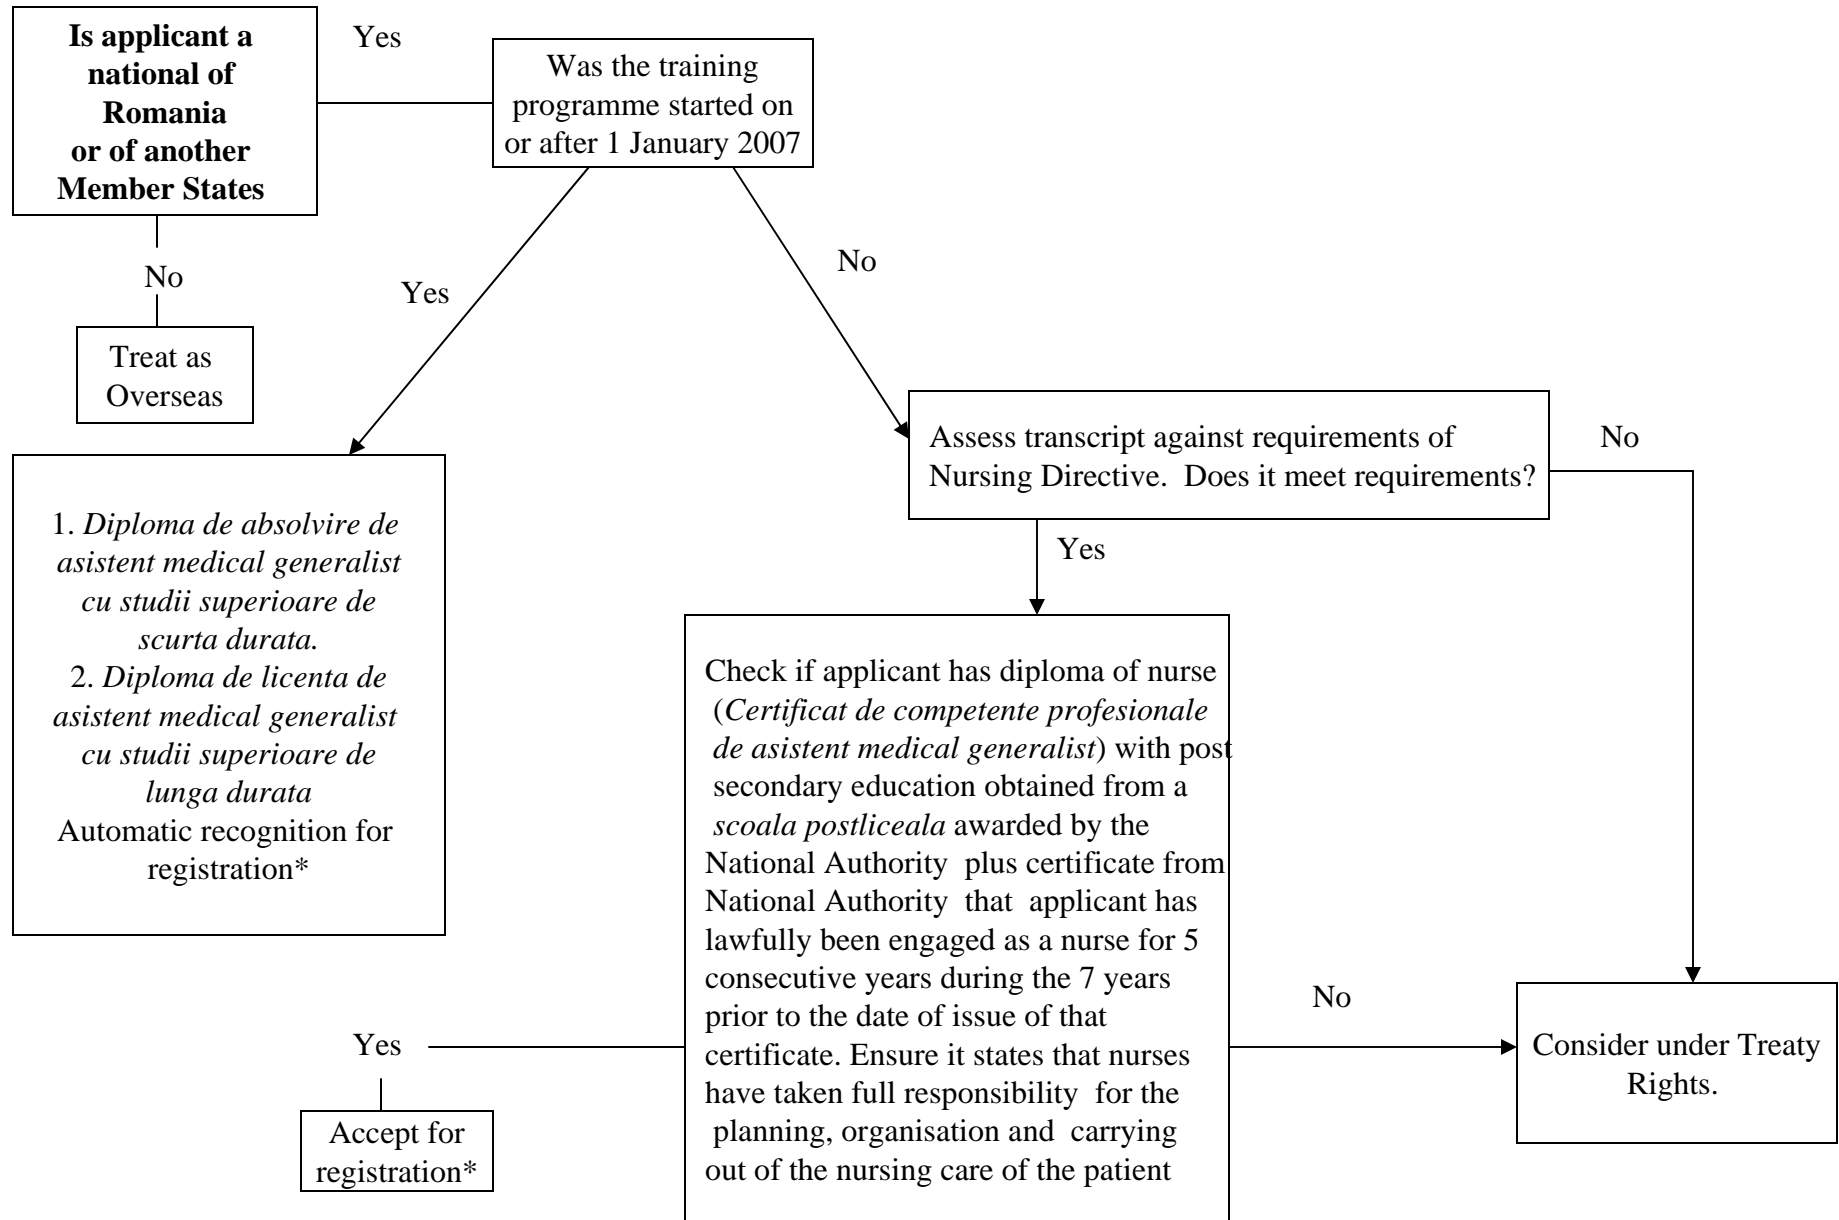 Is applicant a
national of
Romania
or of another
Member States
Yes
Was the training
programme started on
or after 1 January 2007
No
Treat as
Overseas
Yes
No
1. Diploma de absolvire de
asistent medical generalist
cu studii superioare de
scurta durata.
2. Diploma de licenta de
asistent medical generalist
cu studii superioare de
lunga durata
Automatic recognition for
registration*
Assess transcript against requirements of
Nursing Directive. Does it meet requirements?
No
Yes
Check if applicant has diploma of nurse
(Certificat de competente profesionale
de asistent medical generalist) with post
secondary education obtained from a
scoala postliceala awarded by the
National Authority plus certificate from
National Authority that applicant has
lawfully been engaged as a nurse for 5
consecutive years during the 7 years
prior to the date of issue of that
certificate. Ensure it states that nurses
have taken full responsibility for the
planning, organisation and carrying
out of the nursing care of the patient
Yes
Accept for
registration*
No
Consider under Treaty
Rights.